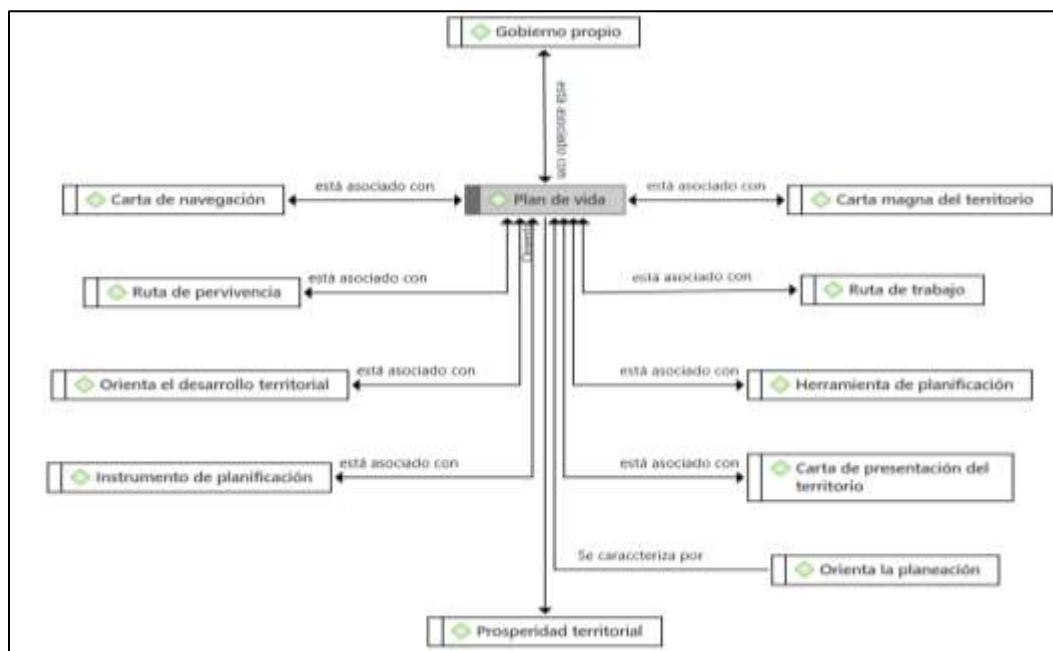 Gobierno propio
está asociado con
está asociado con
está asociado con
Carta de navegación
Plan de vida
Carta magna del territorio
Orienta
está asociado con
está asociado con
Ruta de pervivencia
Ruta de trabajo
está asociado con
está asociado con
Orienta el desarrollo territorial
Herramienta de planificación
está asociado con
está asociado con
Instrumento de planificación
Carta de presentación del
territorio
Se caraccteriza por
Orienta la planeación
Prosperidad territorial